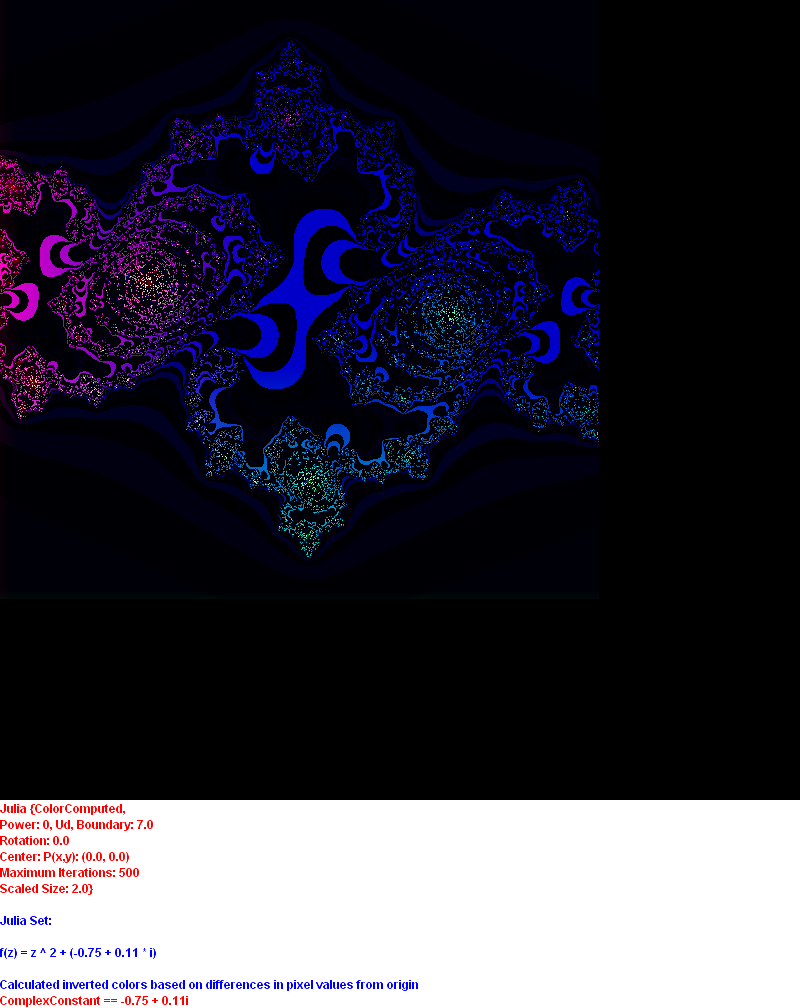 Julia {ColorComputed,
Power: 0, Ud, Boundary: 7.0
Rotation: 0.0
Center: P(x,y): (0.0, 0.0)
Maximum Iterations: 500
Scaled Size: 2.0}
Julia Set:
f(z) = z ^ 2 + (-0.75 + 0.11 * i)
Calculated inverted colors based on differences in pixel values from origin
ComplexConstant == -0.75 + 0.11i